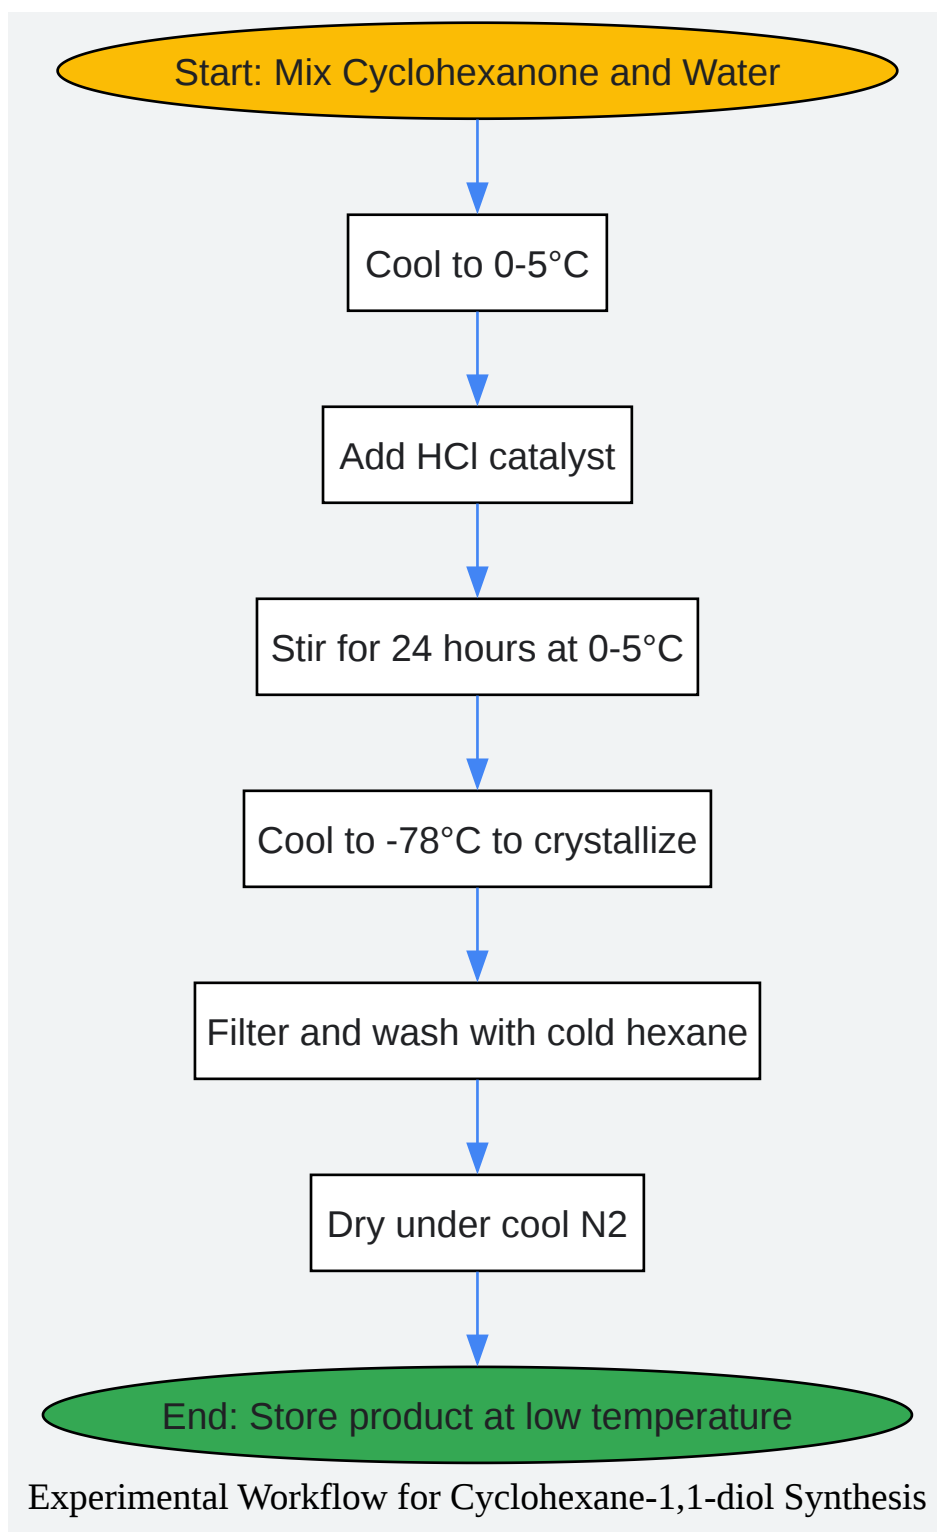 Start: Mix Cyclohexanone and Water
Cool to 0-5°C
Add HCl catalyst
Stir for 24 hours at 0-5°C
Cool to -78°C to crystallize
Filter and wash with cold hexane
Dry under cool N2
End: Store product at low temperature
Experimental Workflow for Cyclohexane-1,1-diol Synthesis